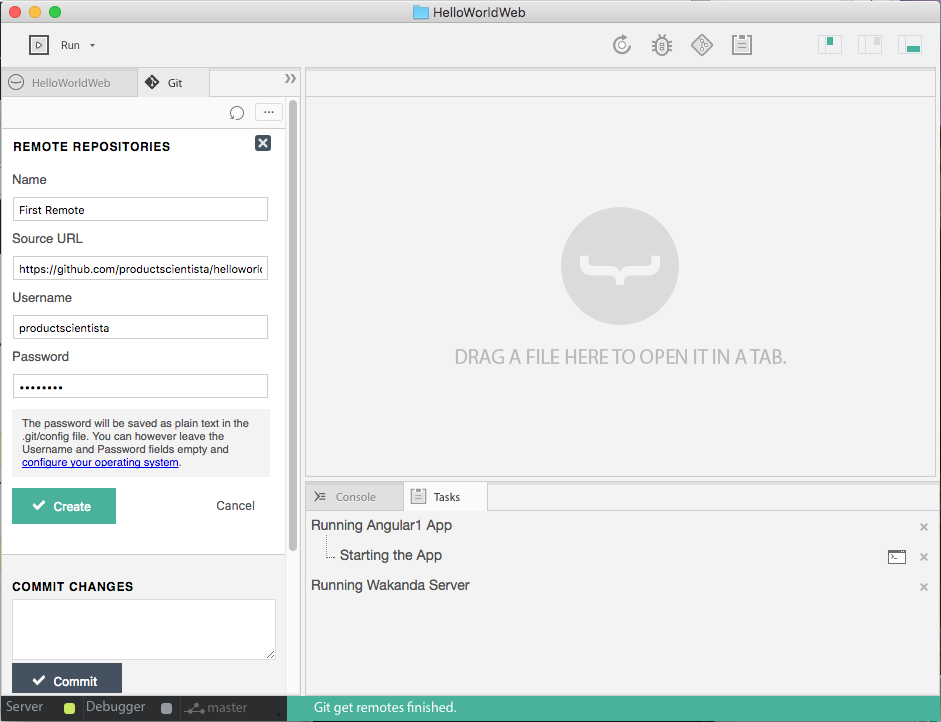 HelloWorldWeb
Run
HelloWorldWeb
Git
REMOTE REPOSITORIES
Name
First Remote
Source URL
https://github.com/productscientista/helloworl
Username
productscientista
Password
••••••••
The password will be saved as plain text in the
.git/config file. You can however leave the
Username and Password fields empty and
configure your operating system.
Create
Cancel
COMMIT CHANGES
Commit
DRAG A FILE HERE TO OPEN IT IN A TAB.
Console
Tasks
Running Angular1 App
Starting the App
Running Wakanda Server
Server
Debugger
master
Git get remotes finished.